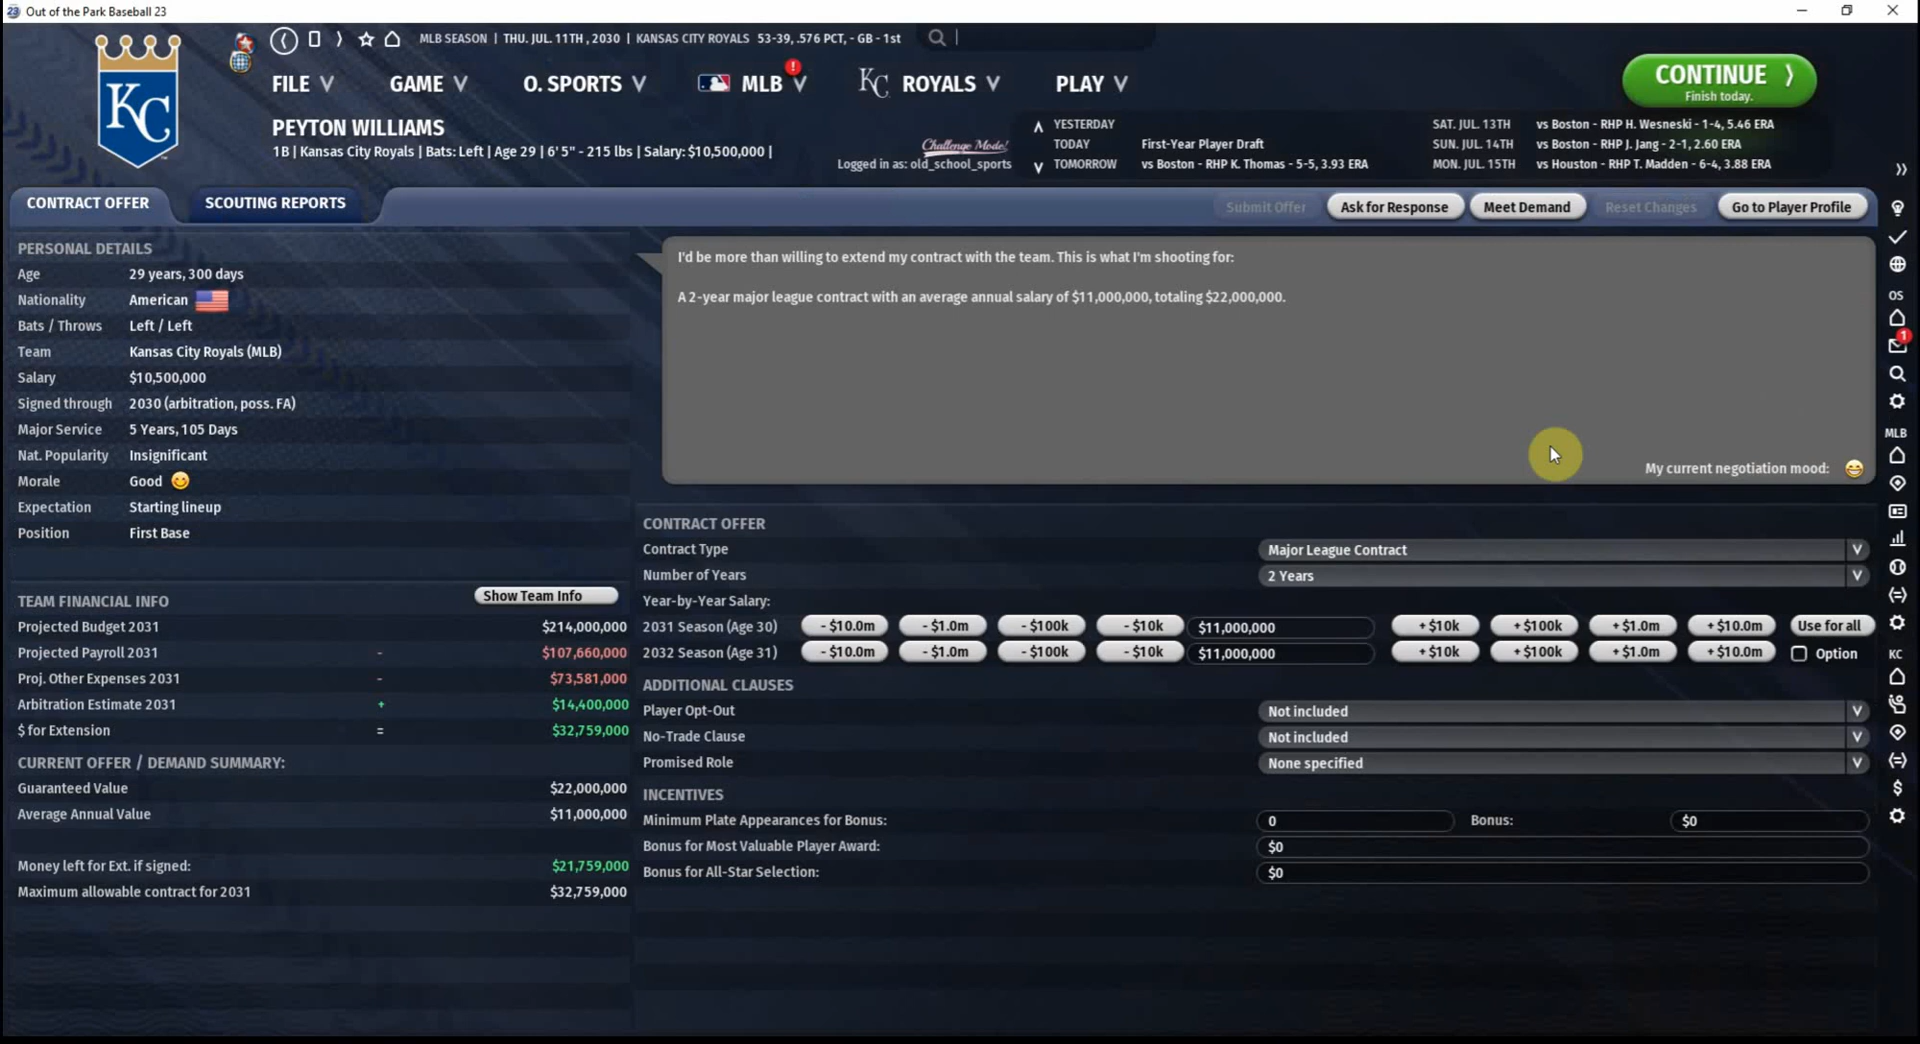 Out of the Park Baseball 23
MLB SEASON | THU. JUL. 11TH , 2030 | KANSAS CITY ROYALS 53-39, .576 PCT, - GB - 1st
FILE GAME O. SPORTS MLB ROYALS PLAY
CONTINUE
Finish today.
PEYTON WILLIAMS
1B | Kansas City Royals | Bats: Left | Age 29 | 6' 5" - 215 lbs | Salary: $10,500,000 |
Challenge Mode!
Logged in as: old_school_sports
YESTERDAY
TODAY First-Year Player Draft
TOMORROW vs Boston - RHP K. Thomas - 5-5, 3.93 ERA
SAT. JUL. 13TH vs Boston - RHP H. Wesneski - 1-4, 5.46 ERA
SUN. JUL. 14TH vs Boston - RHP J. Jang - 2-1, 2.60 ERA
MON. JUL. 15TH vs Houston - RHP T. Madden - 6-4, 3.88 ERA
CONTRACT OFFER SCOUTING REPORTS
Submit Offer Ask for Response Meet Demand Reset Changes Go to Player Profile
PERSONAL DETAILS
Age 29 years, 300 days
Nationality American
Bats / Throws Left / Left
Team Kansas City Royals (MLB)
Salary $10,500,000
Signed through 2030 (arbitration, poss. FA)
Major Service 5 Years, 105 Days
Nat. Popularity Insignificant
Morale Good
Expectation Starting lineup
Position First Base
I'd be more than willing to extend my contract with the team. This is what I'm shooting for:
A 2-year major league contract with an average annual salary of $11,000,000, totaling $22,000,000.
My current negotiation mood:
TEAM FINANCIAL INFO Show Team Info
Projected Budget 2031 $214,000,000
Projected Payroll 2031 - $107,660,000
Proj. Other Expenses 2031 - $73,581,000
Arbitration Estimate 2031 + $14,400,000
$ for Extension = $32,759,000
CURRENT OFFER / DEMAND SUMMARY:
Guaranteed Value $22,000,000
Average Annual Value $11,000,000
Money left for Ext. if signed: $21,759,000
Maximum allowable contract for 2031 $32,759,000
CONTRACT OFFER
Contract Type Major League Contract
Number of Years 2 Years
Year-by-Year Salary:
2031 Season (Age 30) - $10.0m - $1.0m - $100k - $10k $11,000,000 + $10k + $100k + $1.0m + $10.0m Use for all
2032 Season (Age 31) - $10.0m - $1.0m - $100k - $10k $11,000,000 + $10k + $100k + $1.0m + $10.0m Option
ADDITIONAL CLAUSES
Player Opt-Out Not included
No-Trade Clause Not included
Promised Role None specified
INCENTIVES
Minimum Plate Appearances for Bonus: 0 Bonus: $0
Bonus for Most Valuable Player Award: $0
Bonus for All-Star Selection: $0
OS
1
MLB
KC
$
KC